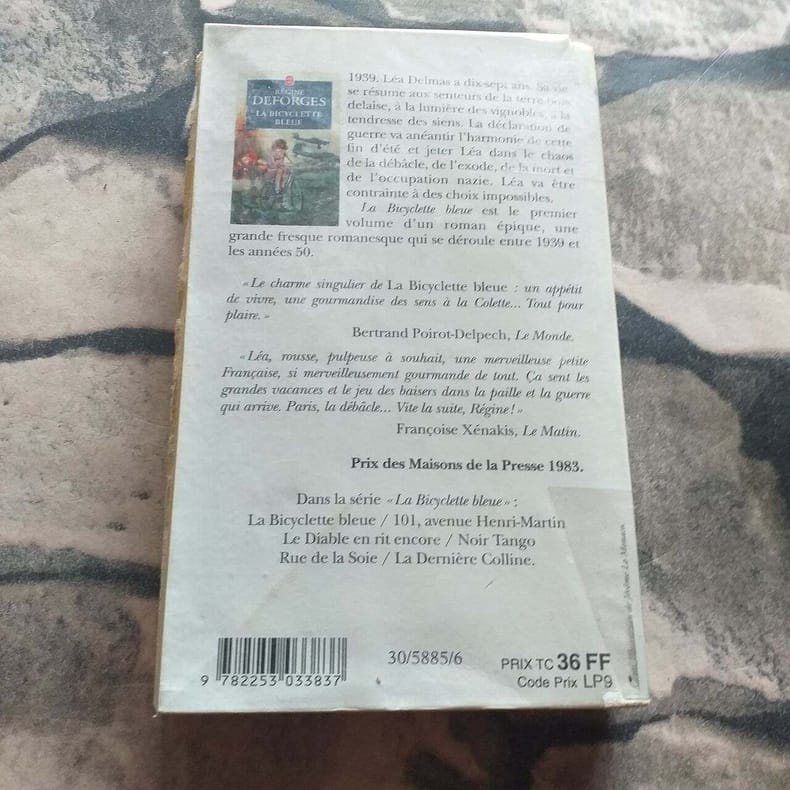 RÉGINE
DEFORGES
LA BICYCLETTE
BLEUE
1939. Léa Delmas a dix-sept ans. Sa vie
se résume aux senteurs de la terre bor-
delaise, à la lumière des vignobles, à la
tendresse des siens. La déclaration de
guerre va anéantir l'harmonie de cette
fin d'été et jeter Léa dans le chaos
de la débâcle, de l'exode, de la mort et
de l'occupation nazie. Léa va être
contrainte à des choix impossibles.
La Bicyclette bleue est le premier
volume d'un roman épique, une
grande fresque romanesque qui se déroule entre 1939 et
les années 50.
« Le charme singulier de La Bicyclette bleue : un appétit
de vivre, une gourmandise des sens à la Colette... Tout pour
plaire. »
Bertrand Poirot-Delpech, Le Monde.
« Léa, rousse, pulpeuse à souhait, une merveilleuse petite
Française, si merveilleusement gourmande de tout. Ça sent les
grandes vacances et le jeu des baisers dans la paille et la guerre
qui arrive. Paris, la débâcle... Vite la suite, Régine! »
Françoise Xénakis, Le Matin.
Prix des Maisons de la Presse 1983.
Dans la série « La Bicyclette bleue » :
La Bicyclette bleue / 101, avenue Henri-Martin
Le Diable en rit encore / Noir Tango
Rue de la Soie / La Dernière Colline.
9 782253 033837
30/5885/6
PRIX TC 36 FF
Code Prix LP9